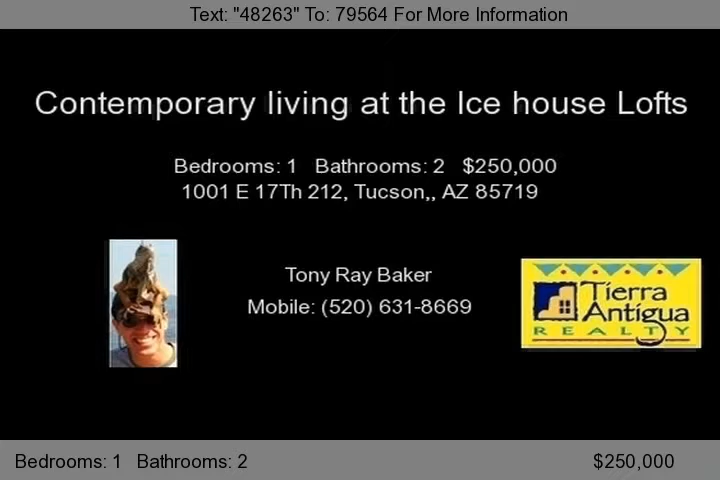 Text: "48263" To: 79564 For More Information
Contemporary living at the Ice house Lofts
Bedrooms: 1 Bathrooms: 2 $250,000
1001 E 17Th 212, Tucson,, AZ 85719
Tony Ray Baker
Mobile: (520) 631-8669
Tierra
Antigua
REALTY
Bedrooms: 1 Bathrooms: 2 $250,000